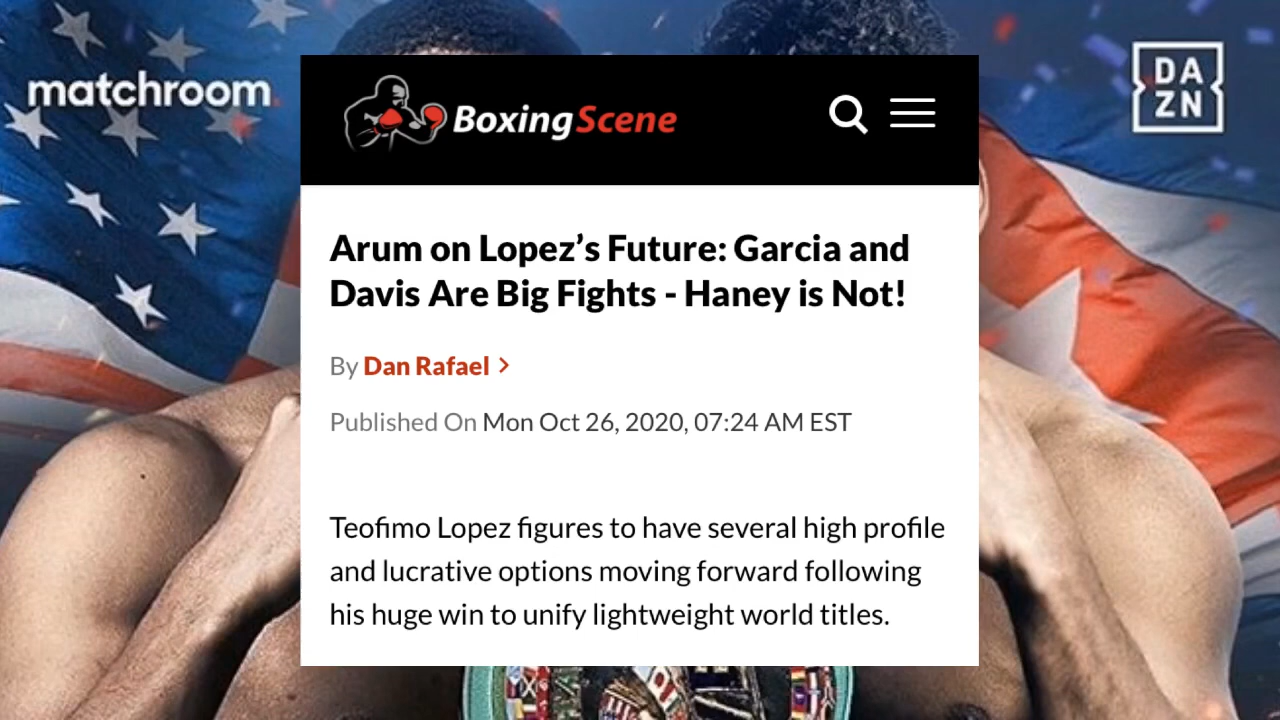 matchroom.
DA
ZN
BoxingScene
Arum on Lopez’s Future: Garcia and
Davis Are Big Fights - Haney is Not!
By Dan Rafael >
Published On Mon Oct 26, 2020, 07:24 AM EST
Teofimo Lopez figures to have several high profile
and lucrative options moving forward following
his huge win to unify lightweight world titles.